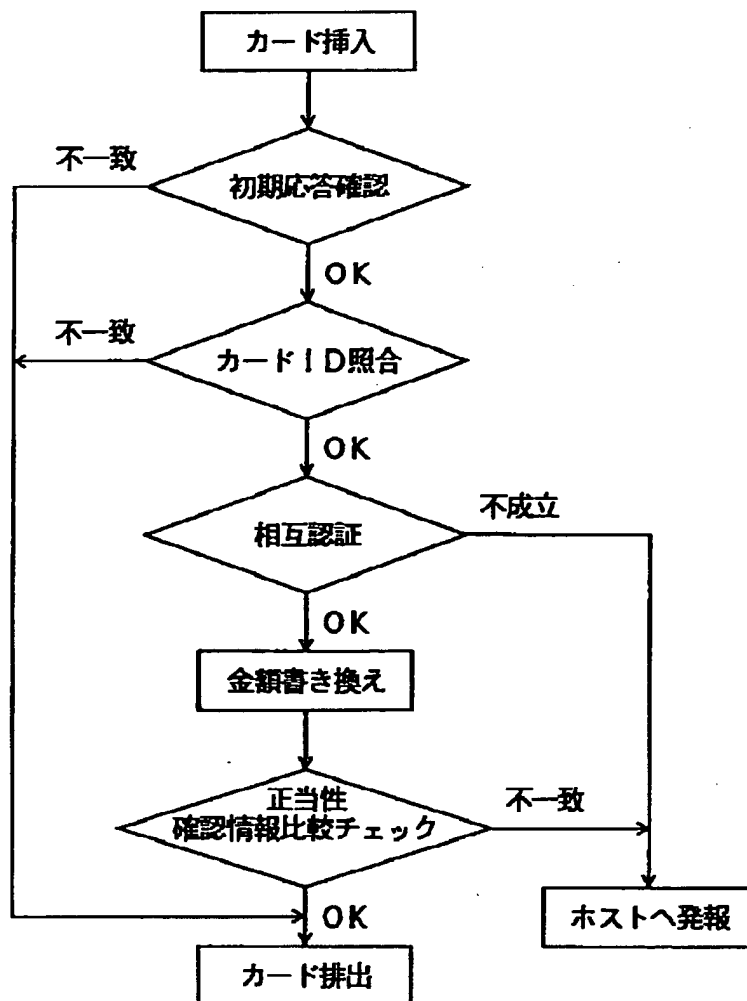 カード挿入
不一致
初期応答確認
OK
不一致
カードID照合
OK
不成立
相互認証
OK
金額書き換え
正当性
確認情報比較チェック
不一致
OK
ホストへ発報
カード排出